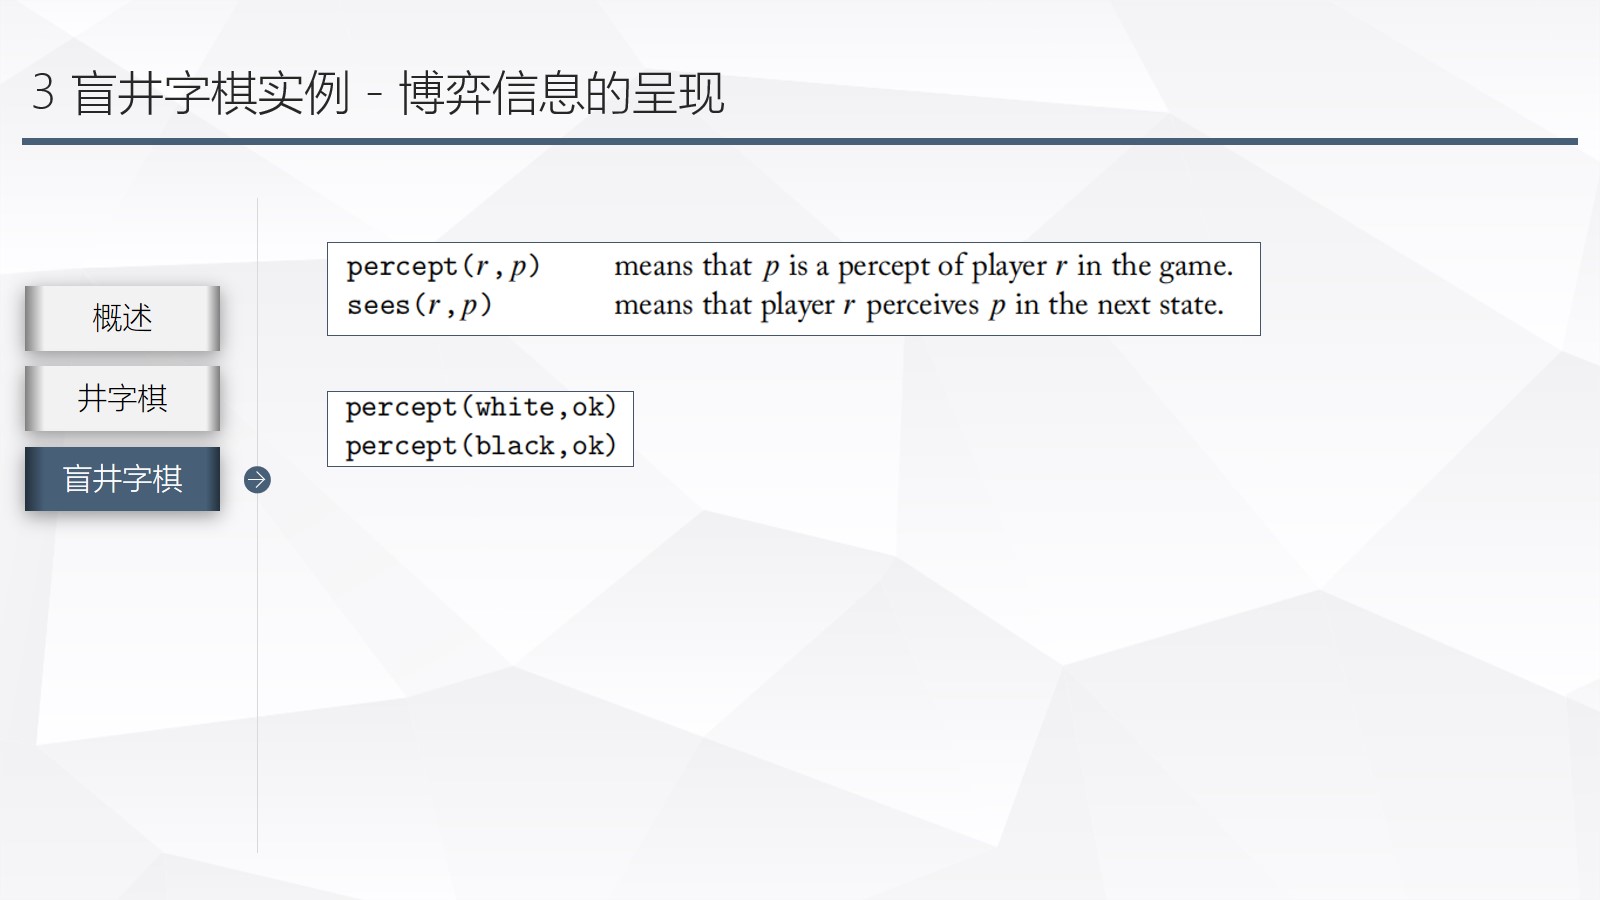 3 盲井字棋实例 - 博弈信息的呈现
概述
井字棋
盲井字棋
percept(r,p) means that p is a percept of player r in the game.
sees(r,p) means that player r perceives p in the next state.
percept(white,ok)
percept(black,ok)